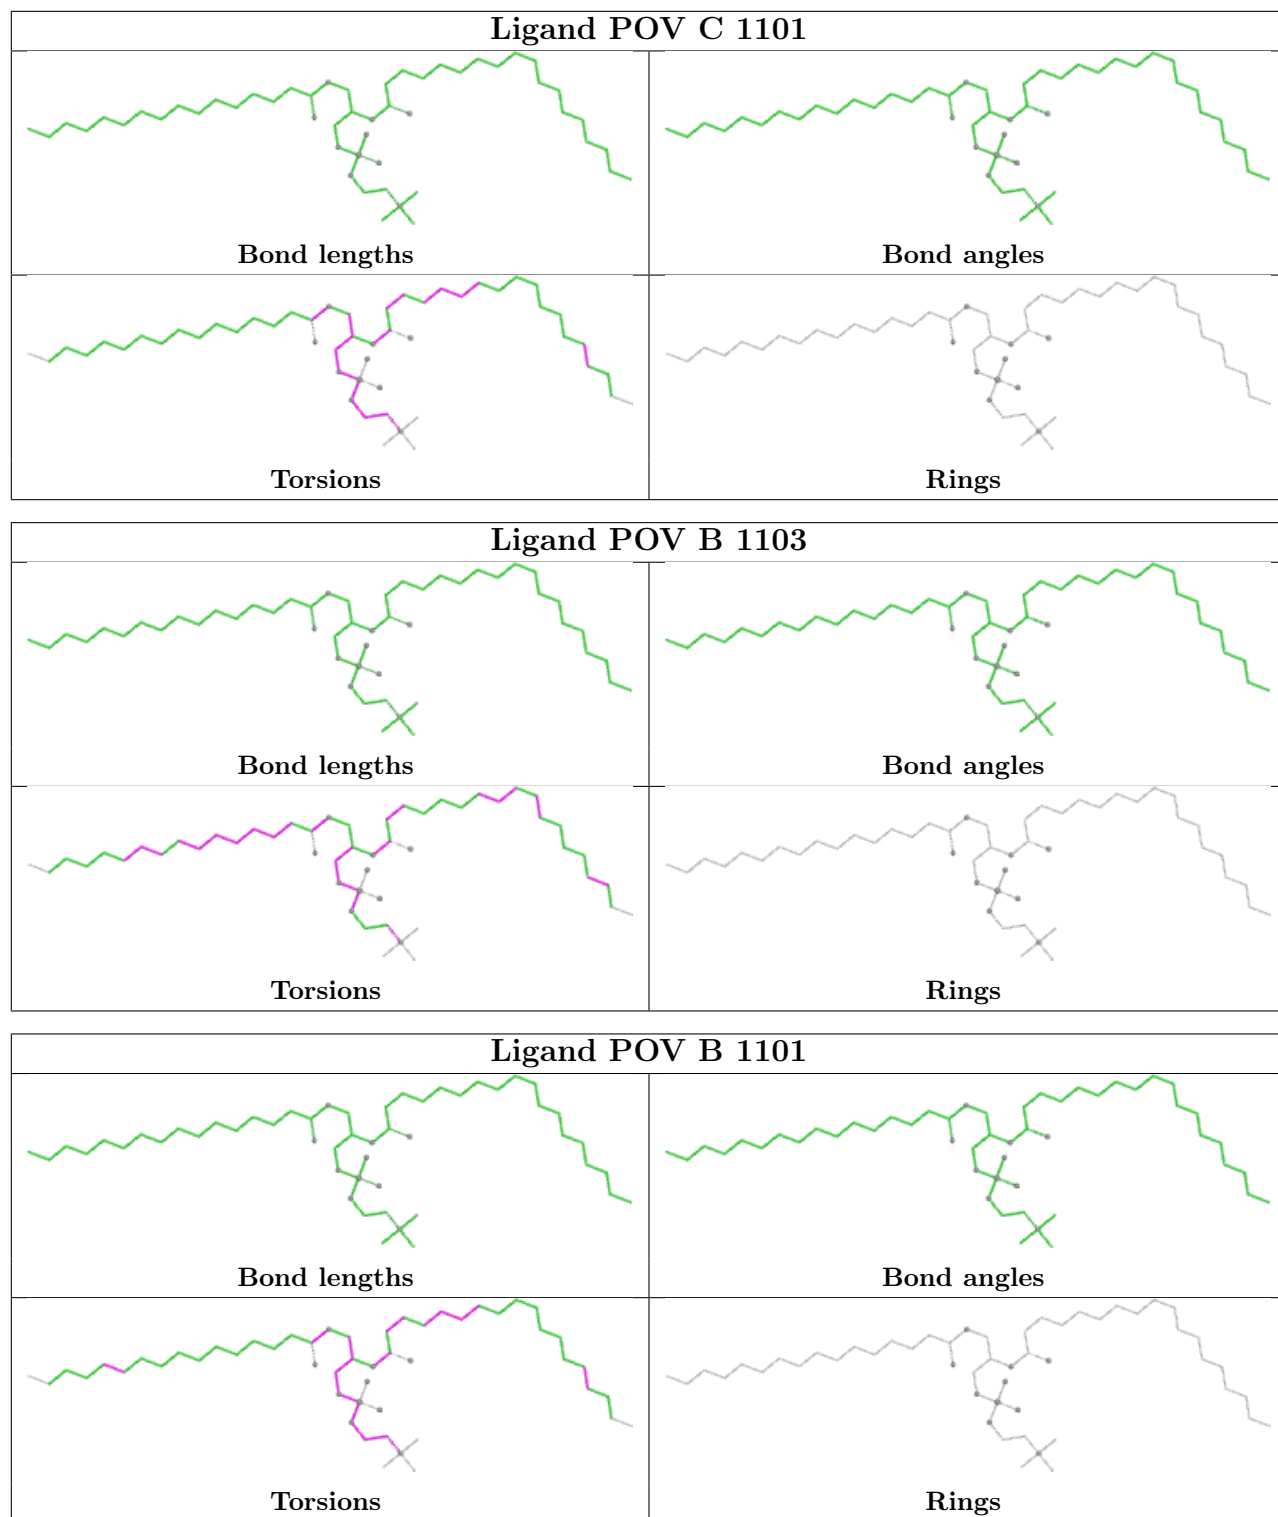 Ligand POV C 1101
Bond lengths
Bond angles
Torsions
Rings
Ligand POV B 1103
Bond lengths
Bond angles
Torsions
Rings
Ligand POV B 1101
Bond lengths
Bond angles
Torsions
Rings